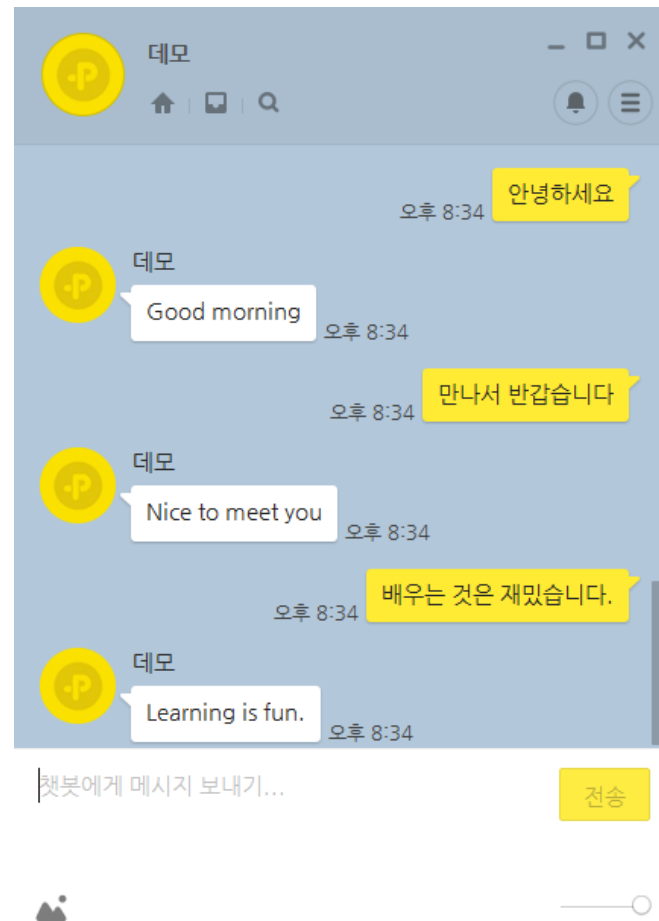 데모
오후 8:34 안녕하세요
데모
Good morning 오후 8:34
오후 8:34 만나서 반갑습니다
데모
Nice to meet you 오후 8:34
오후 8:34 배우는 것은 재밌습니다.
데모
Learning is fun. 오후 8:34
챗봇에게 메시지 보내기...
전송